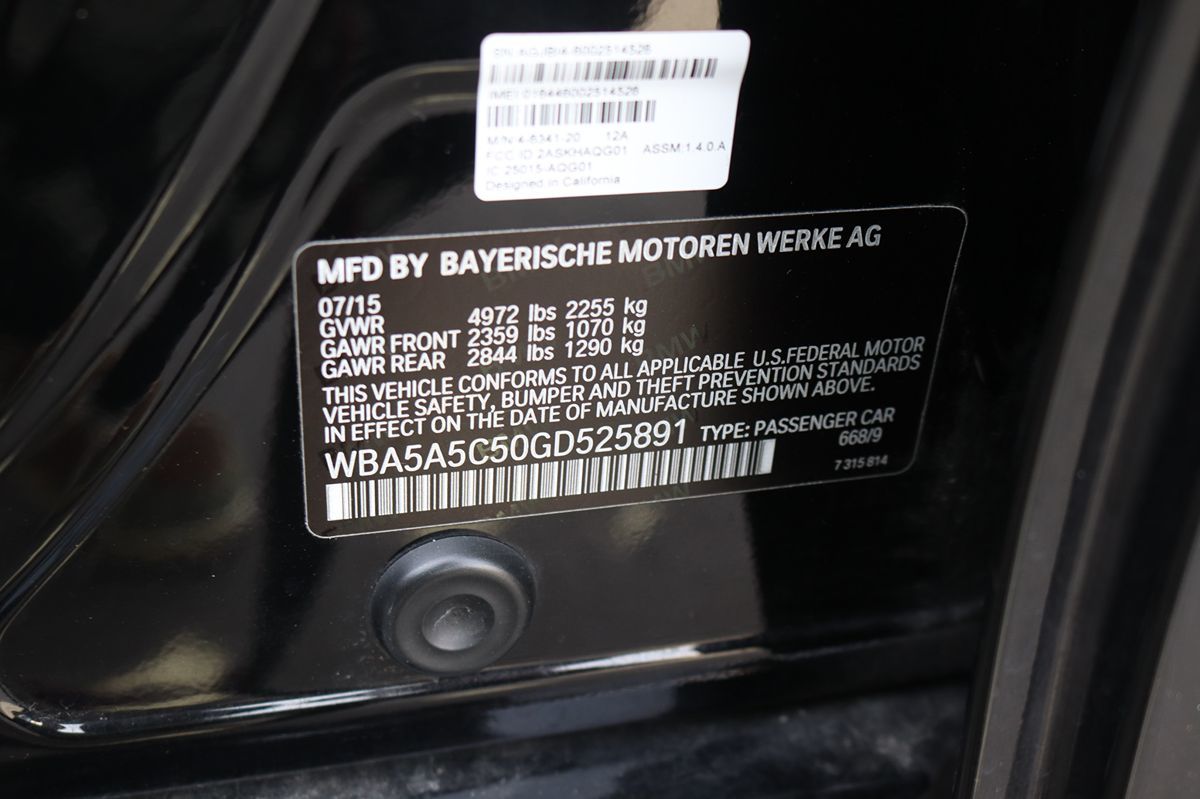 12A
FCC ID 2ASKHAQG01 ASSM:1.4.0.A
IC 25015-AQG01
Designed in California
MFD BY BAYERISCHE MOTOREN WERKE AG
07/15
GVWR 4972 lbs 2255 kg
GAWR FRONT 2359 lbs 1070 kg
GAWR REAR 2844 lbs 1290 kg
THIS VEHICLE CONFORMS TO ALL APPLICABLE U.S.FEDERAL MOTOR
VEHICLE SAFETY, BUMPER AND THEFT PREVENTION STANDARDS
IN EFFECT ON THE DATE OF MANUFACTURE SHOWN ABOVE.
WBA5A5C50GD525891 TYPE: PASSENGER CAR
668/9
7 315 814